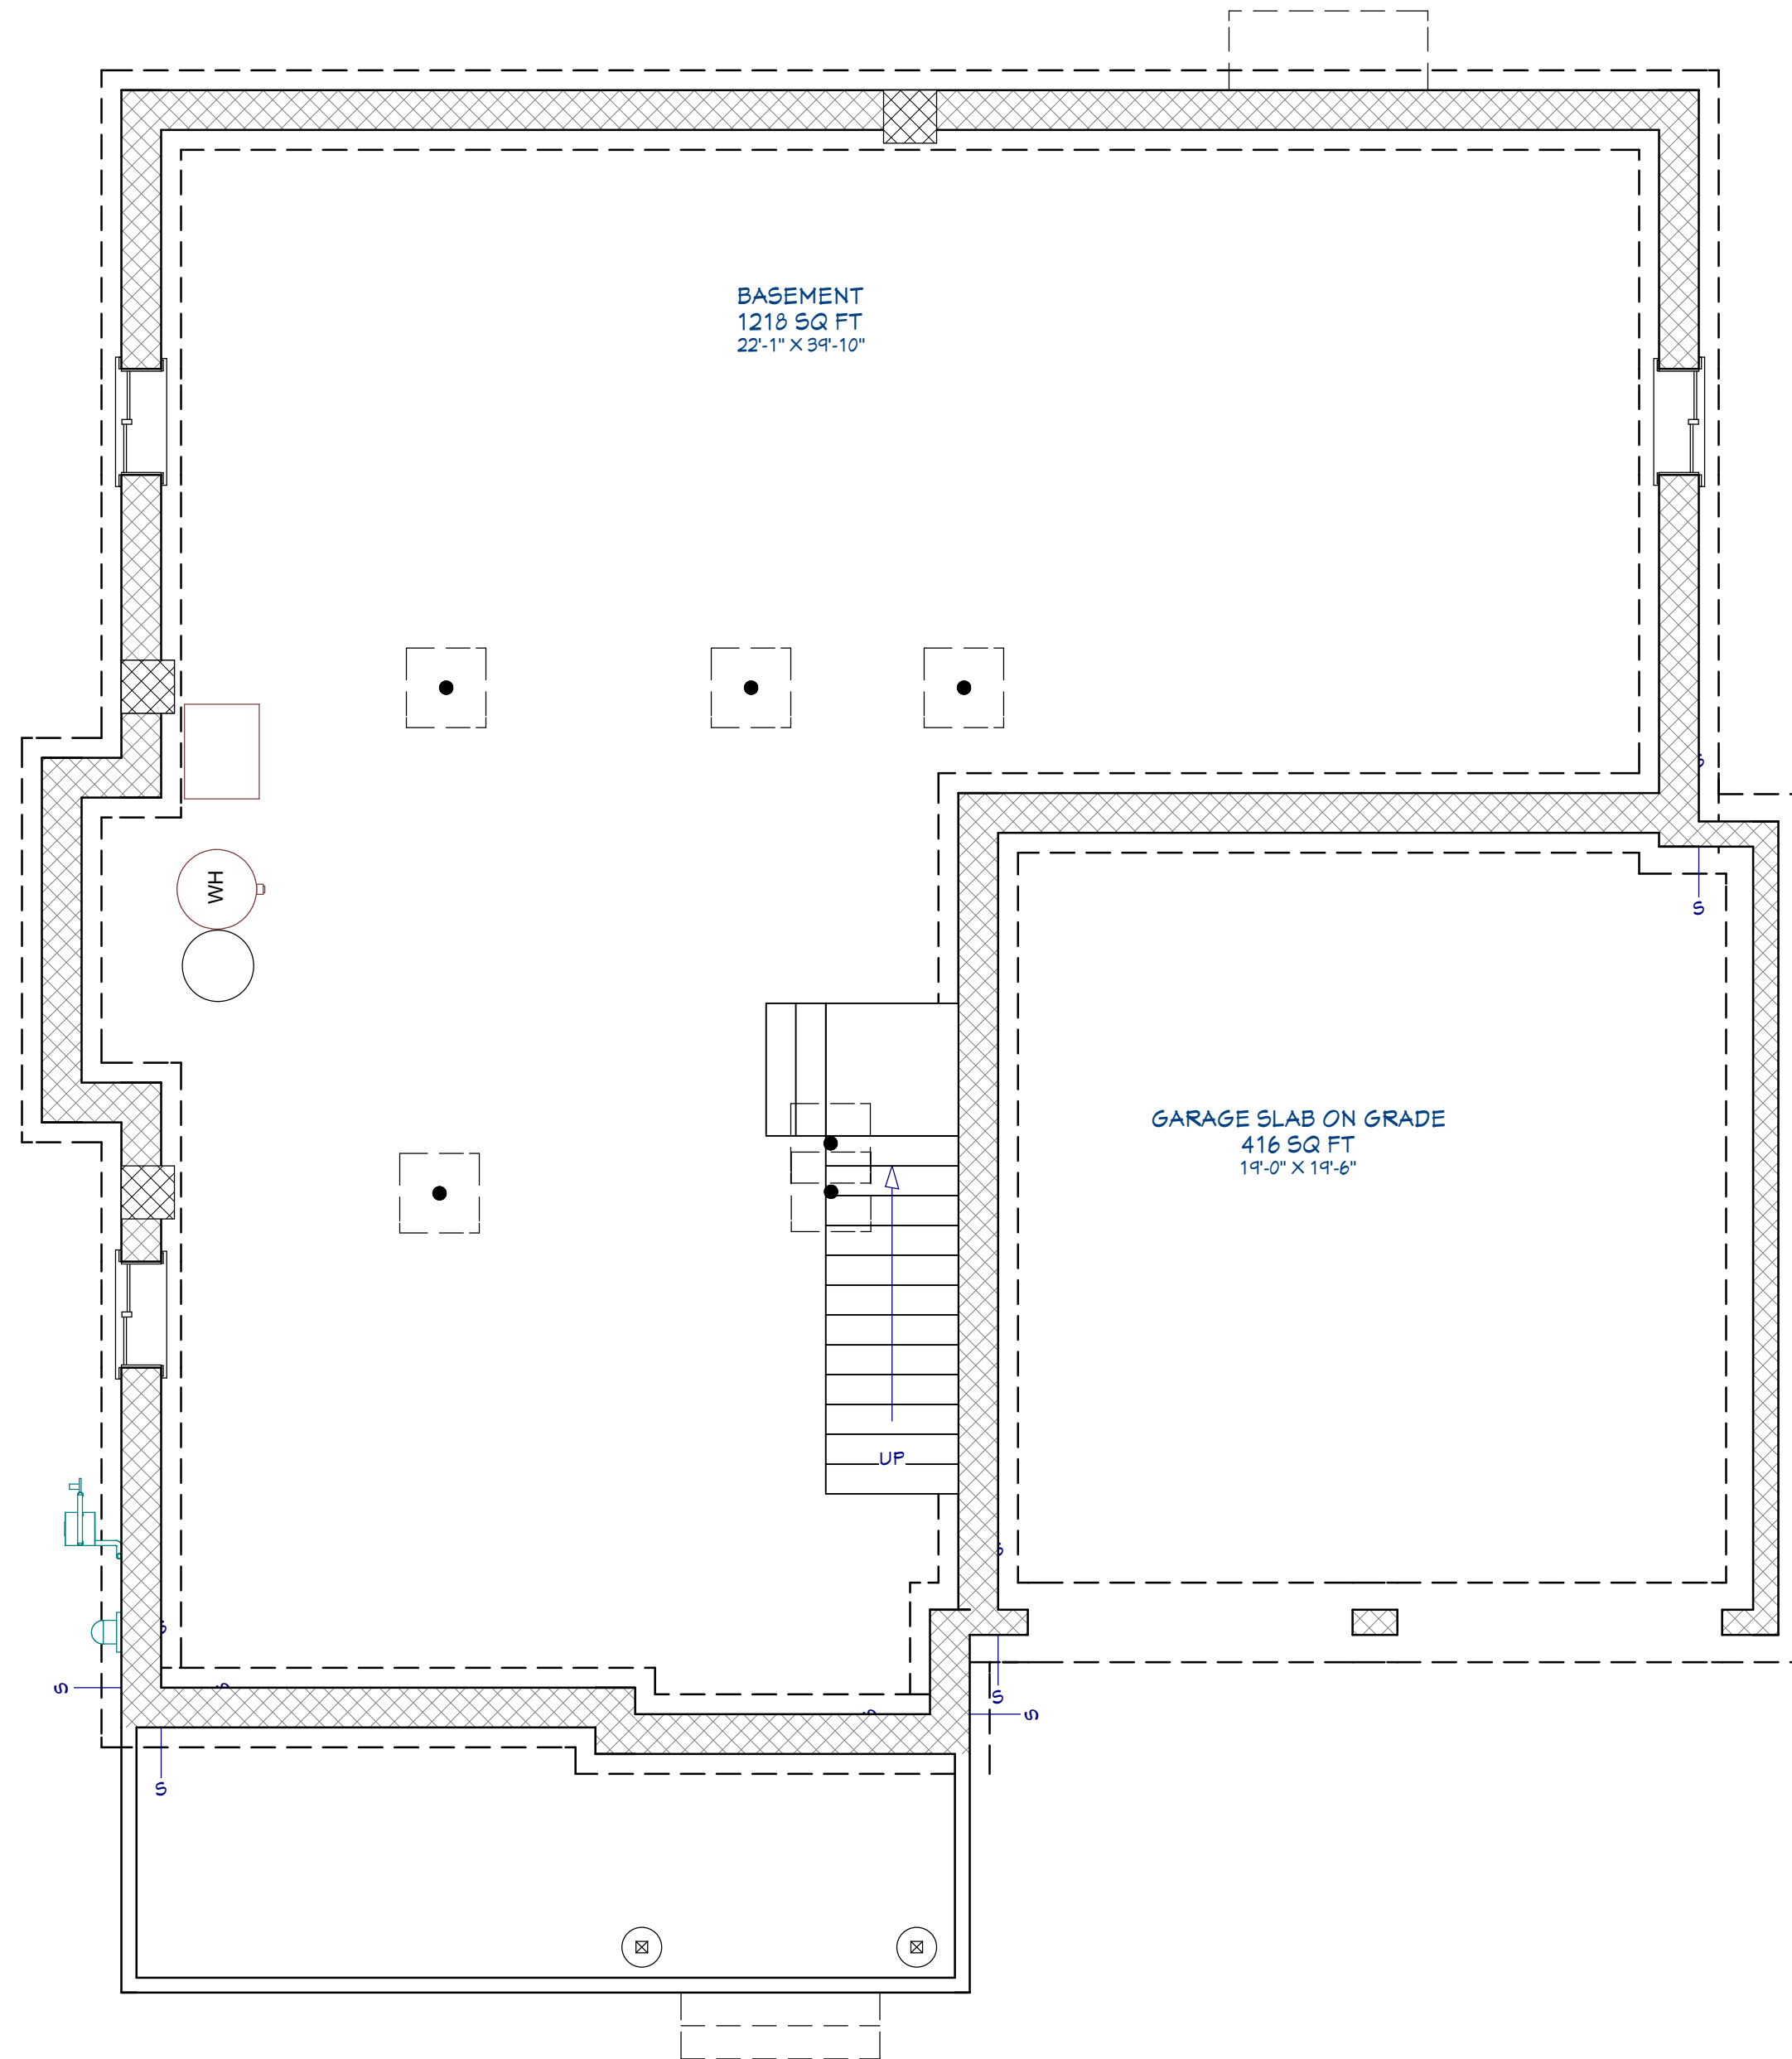 BASEMENT
1218 SQ FT
22'-1" X 39'-10"
S
WH
S
GARAGE SLAB ON GRADE
416 SQ FT
19'-0" X 19'-6"
UP
S
S
S
S
S
S
S
S